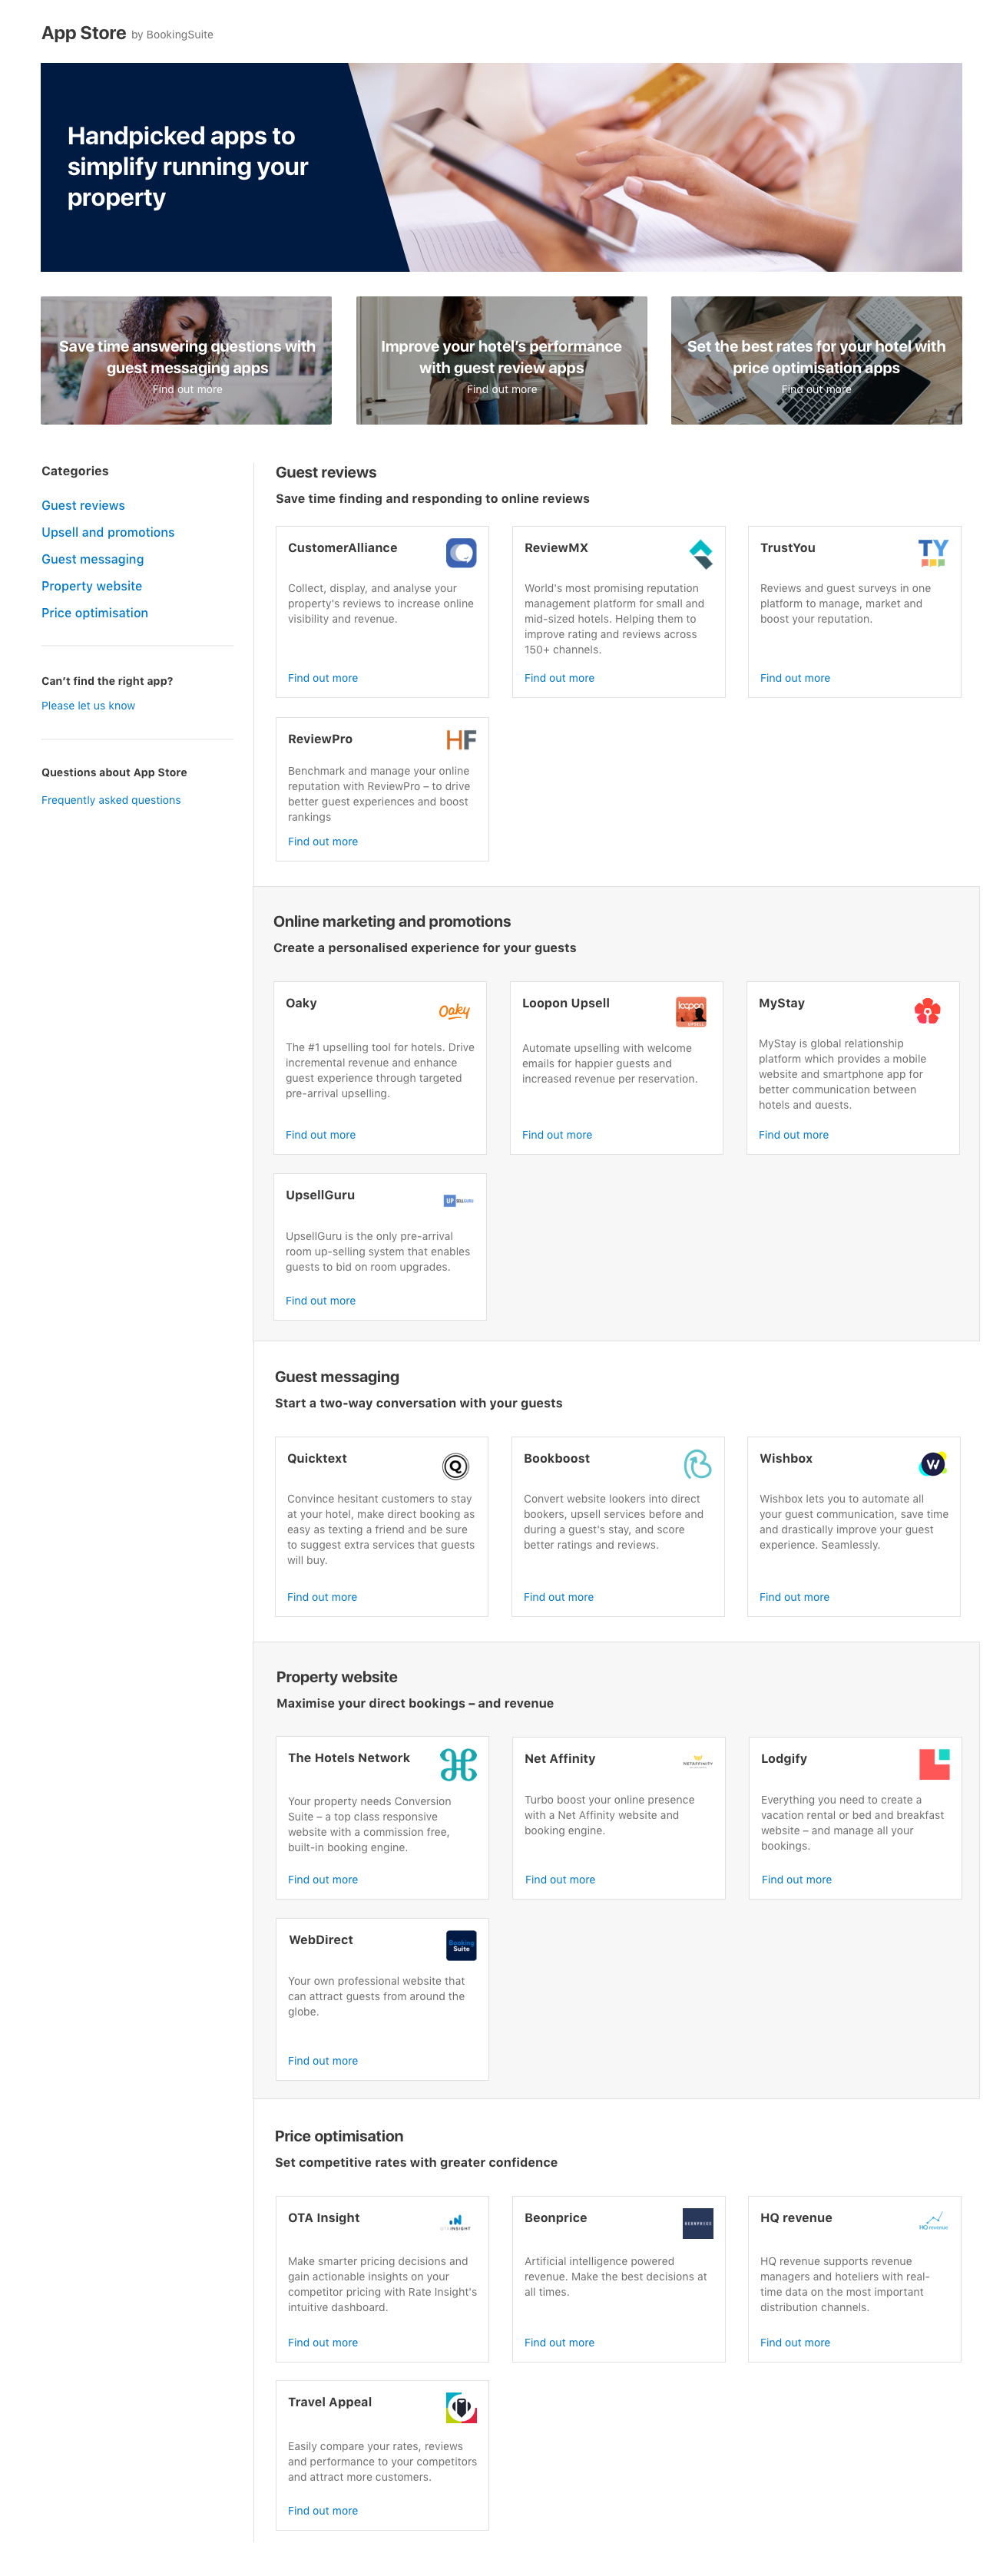 App Store by BookingSuite
Handpicked apps to
simplify running your
property
Save time answering questions with
guest messaging apps
Find out more
Improve your hotel's performance
with guest review apps
Find out more
Set the best rates for your hotel with
price optimisation apps
Find out more
Categories
Guest reviews
Upsell and promotions
Guest messaging
Property website
Price optimisation
Can't find the right app?
Please let us know
Questions about App Store
Frequently asked questions
Guest reviews
Save time finding and responding to online reviews
CustomerAlliance
Collect, display, and analyse your
property's reviews to increase online
visibility and revenue.
Find out more
ReviewMX
World's most promising reputation
management platform for small and
mid-sized hotels. Helping them to
improve rating and reviews across
150+ channels.
Find out more
TrustYou
TY
Reviews and guest surveys in one
platform to manage, market and
boost your reputation.
Find out more
ReviewPro
HF
Benchmark and manage your online
reputation with ReviewPro – to drive
better guest experiences and boost
rankings
Find out more
Online marketing and promotions
Create a personalised experience for your guests
Oaky
Oaky
The #1 upselling tool for hotels. Drive
incremental revenue and enhance
guest experience through targeted
pre-arrival upselling.
Find out more
Loopon Upsell
loopon
UPSELL
Automate upselling with welcome
emails for happier guests and
increased revenue per reservation.
Find out more
MyStay
MyStay is global relationship
platform which provides a mobile
website and smartphone app for
better communication between
hotels and guests.
Find out more
UpsellGuru
UP SELLGURU
UpsellGuru is the only pre-arrival
room up-selling system that enables
guests to bid on room upgrades.
Find out more
Guest messaging
Start a two-way conversation with your guests
Quicktext
Q
Convince hesitant customers to stay
at your hotel, make direct booking as
easy as texting a friend and be sure
to suggest extra services that guests
will buy.
Find out more
Bookboost
Convert website lookers into direct
bookers, upsell services before and
during a guest's stay, and score
better ratings and reviews.
Find out more
Wishbox
W
Wishbox lets you to automate all
your guest communication, save time
and drastically improve your guest
experience. Seamlessly.
Find out more
Property website
Maximise your direct bookings – and revenue
The Hotels Network
Your property needs Conversion
Suite – a top class responsive
website with a commission free,
built-in booking engine.
Find out more
Net Affinity
NETAFFINITY
Turbo boost your online presence
with a Net Affinity website and
booking engine.
Find out more
Lodgify
Everything you need to create a
vacation rental or bed and breakfast
website – and manage all your
bookings.
Find out more
WebDirect
Booking
Suite
Your own professional website that
can attract guests from around the
globe.
Find out more
Price optimisation
Set competitive rates with greater confidence
OTA Insight
OTA INSIGHT
Make smarter pricing decisions and
gain actionable insights on your
competitor pricing with Rate Insight's
intuitive dashboard.
Find out more
Beonprice
BEONPRICE
Artificial intelligence powered
revenue. Make the best decisions at
all times.
Find out more
HQ revenue
HQ revenue
HQ revenue supports revenue
managers and hoteliers with real-
time data on the most important
distribution channels.
Find out more
Travel Appeal
Easily compare your rates, reviews
and performance to your competitors
and attract more customers.
Find out more